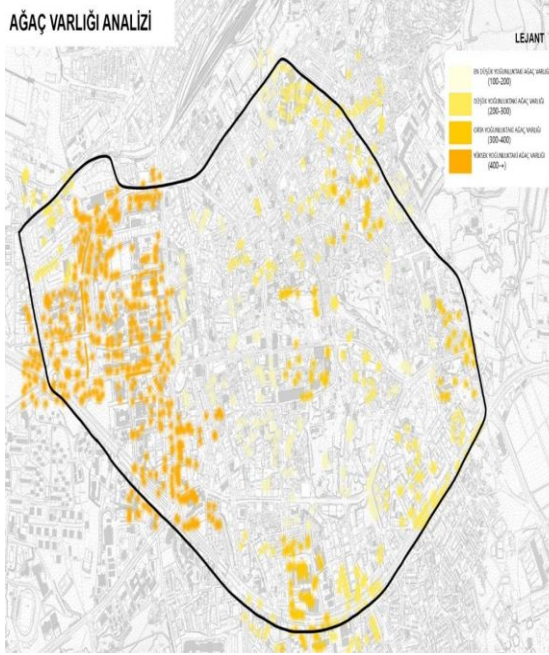 AĞAÇ VARLIĞI ANALİZİ
LEJANT
EN DÜŞÜK YOĞUNLUKTAKİ AĞAÇ VARLIĞI
(100-200)
DÜŞÜK YOĞUNLUKTAKİ AĞAÇ VARLIĞI
(200-300)
ORTA YOĞUNLUKTAKİ AĞAÇ VARLIĞI
(300-400)
YÜKSEK YOĞUNLUKTAKİ AĞAÇ VARLIĞI
(400-+)